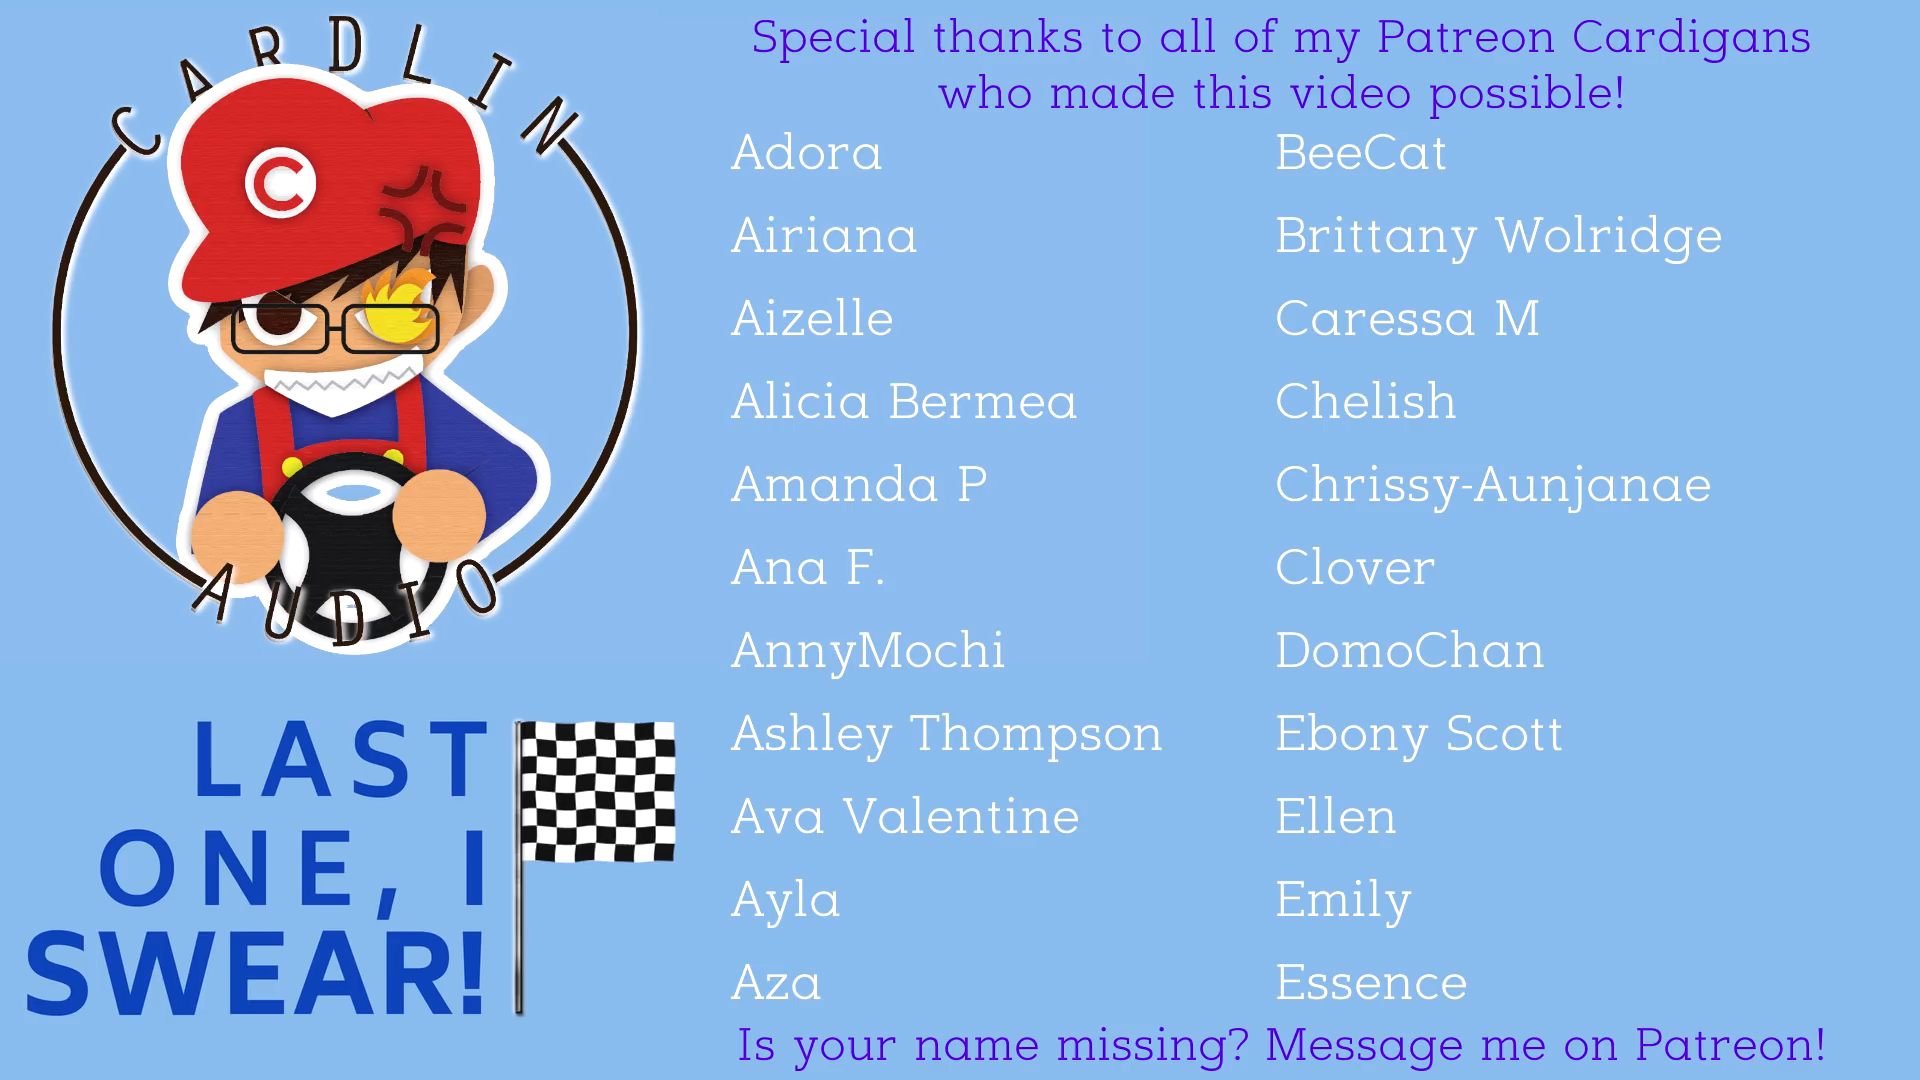 CARDLIN
C
AUDIO
LAST
ONE, I
SWEAR!
Special thanks to all of my Patreon Cardigans
who made this video possible!
Adora
Airiana
Aizelle
Alicia Bermea
Amanda P
Ana F.
AnnyMochi
Ashley Thompson
Ava Valentine
Ayla
Aza
BeeCat
Brittany Wolridge
Caressa M
Chelish
Chrissy-Aunjanae
Clover
DomoChan
Ebony Scott
Ellen
Emily
Essence
Is your name missing? Message me on Patreon!